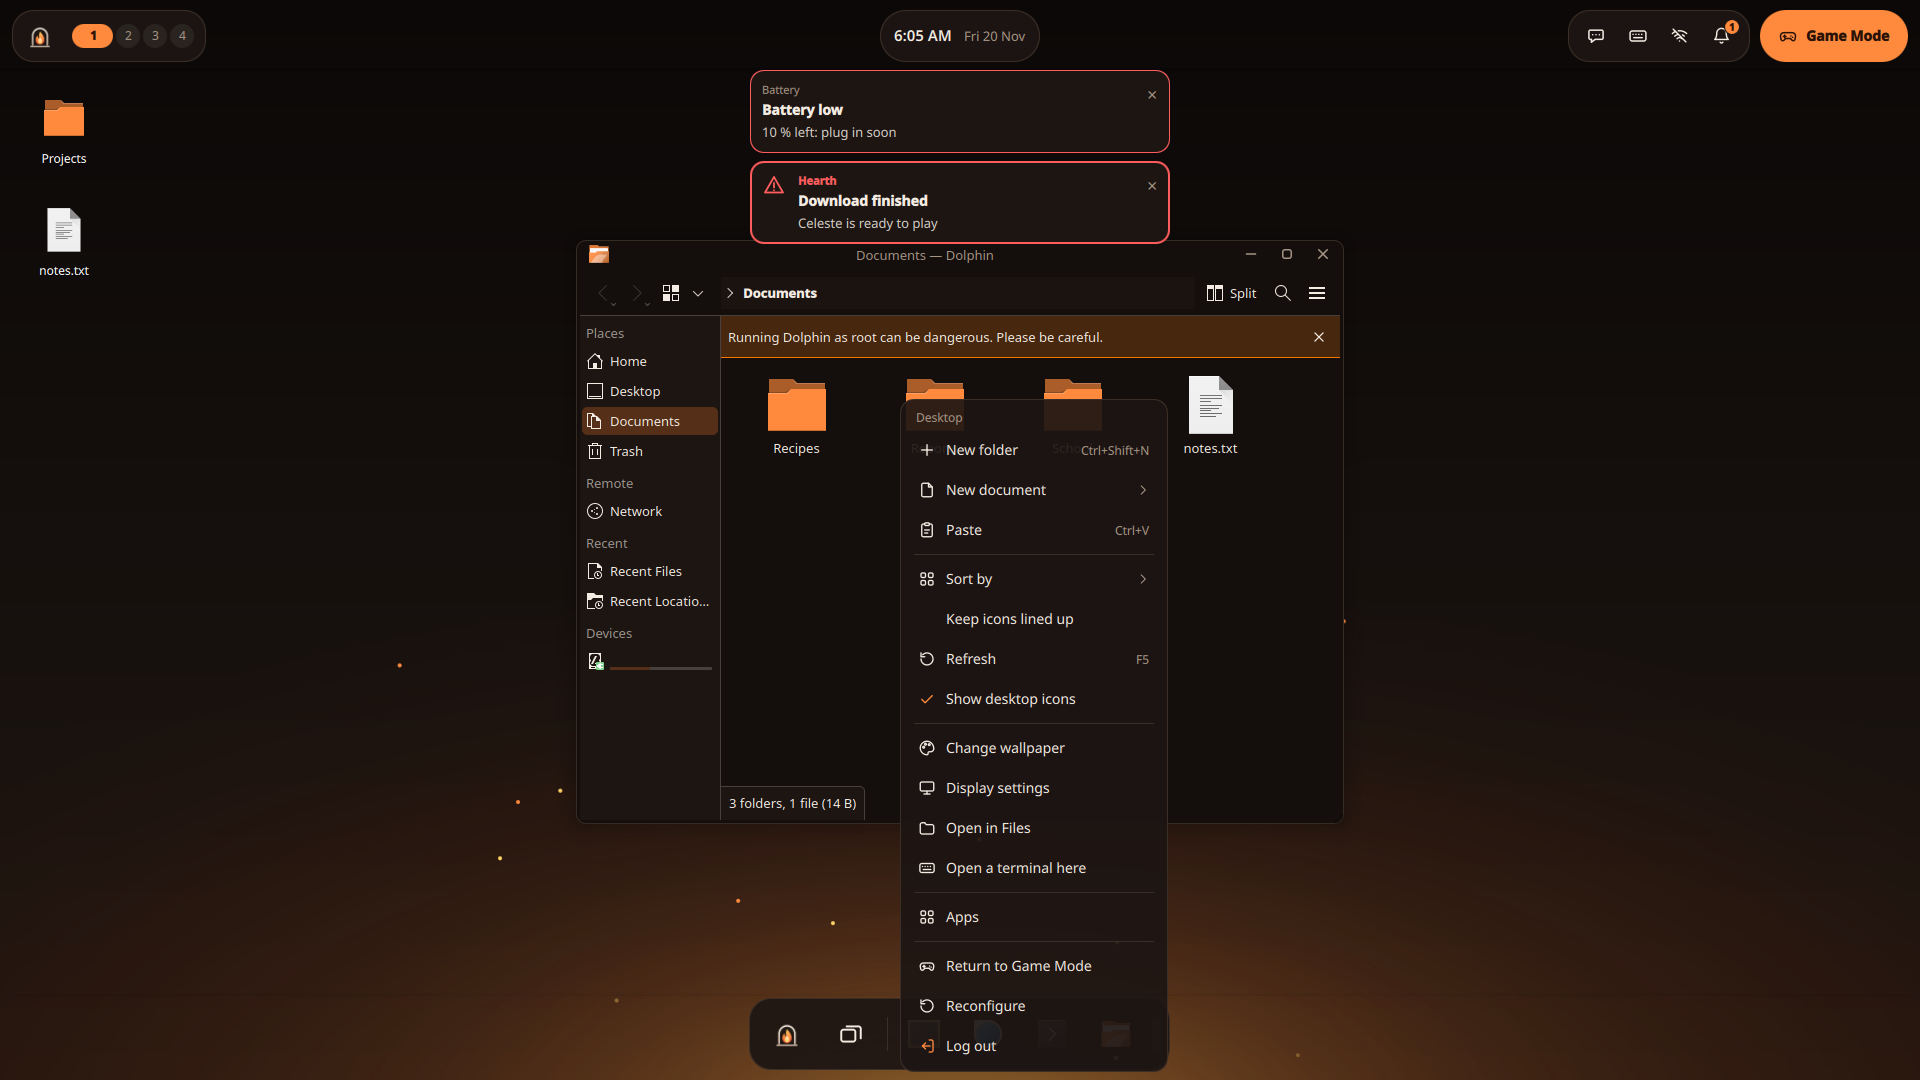 1 2 3 4
6:05 AM Fri 20 Nov
1
Game Mode
Projects
notes.txt
Battery
Battery low
10 % left: plug in soon
Hearth
Download finished
Celeste is ready to play
Documents — Dolphin
Documents
Split
Places
Home
Desktop
Documents
Trash
Remote
Network
Recent
Recent Files
Recent Locatio...
Devices
Running Dolphin as root can be dangerous. Please be careful.
Recipes
notes.txt
3 folders, 1 file (14 B)
Desktop
New folder Ctrl+Shift+N
New document
Paste Ctrl+V
Sort by
Keep icons lined up
Refresh F5
Show desktop icons
Change wallpaper
Display settings
Open in Files
Open a terminal here
Apps
Return to Game Mode
Reconfigure
Log out